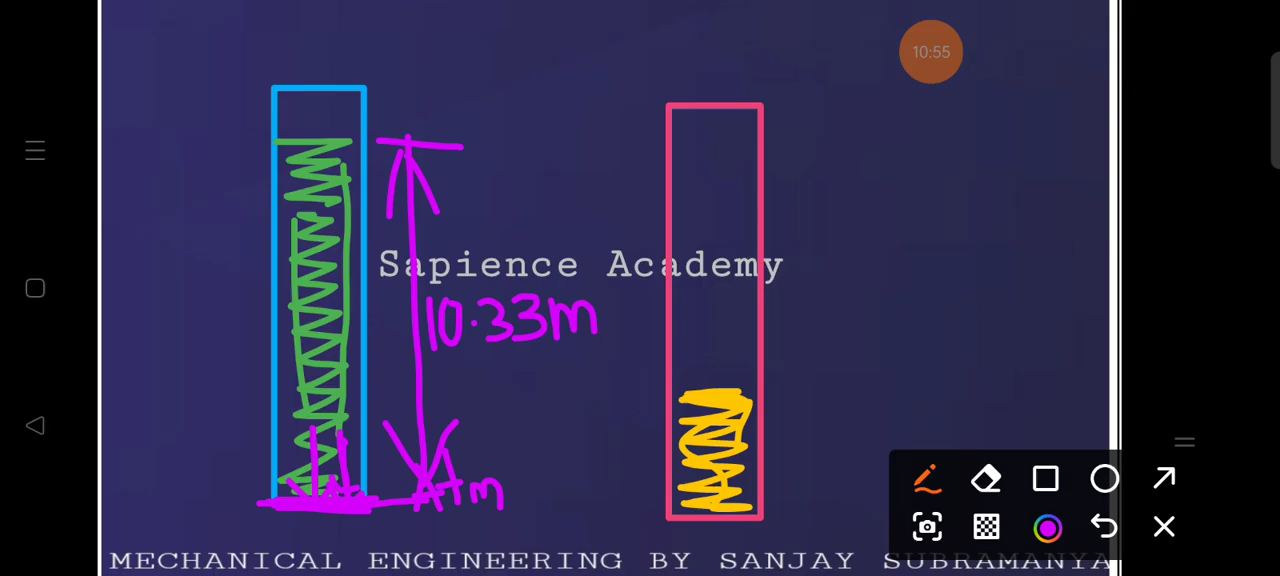 10:55
Sapience Academy
10.33m
Atm
MECHANICAL ENGINEERING BY SANJAY SUBRAMANYA